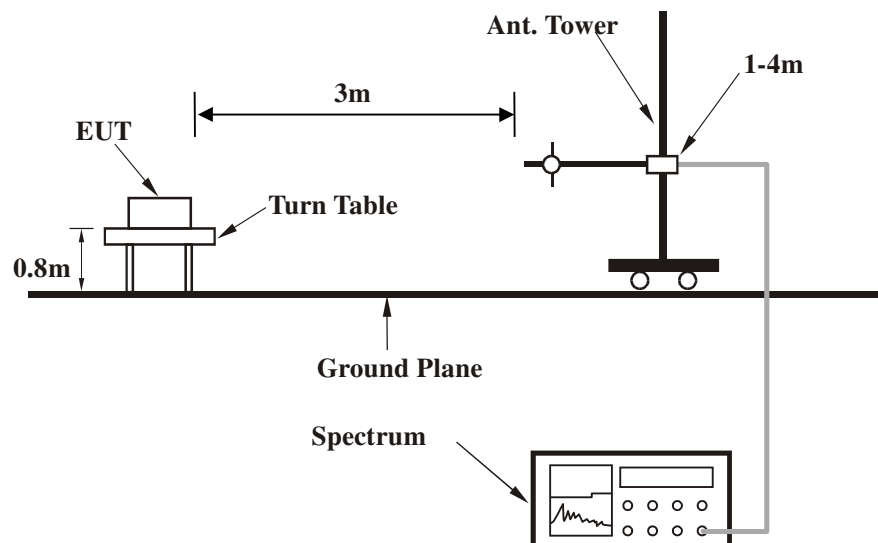 Ant. Tower
1-4m
3m
EUT
Turn Table
0.8m
Ground Plane
Spectrum